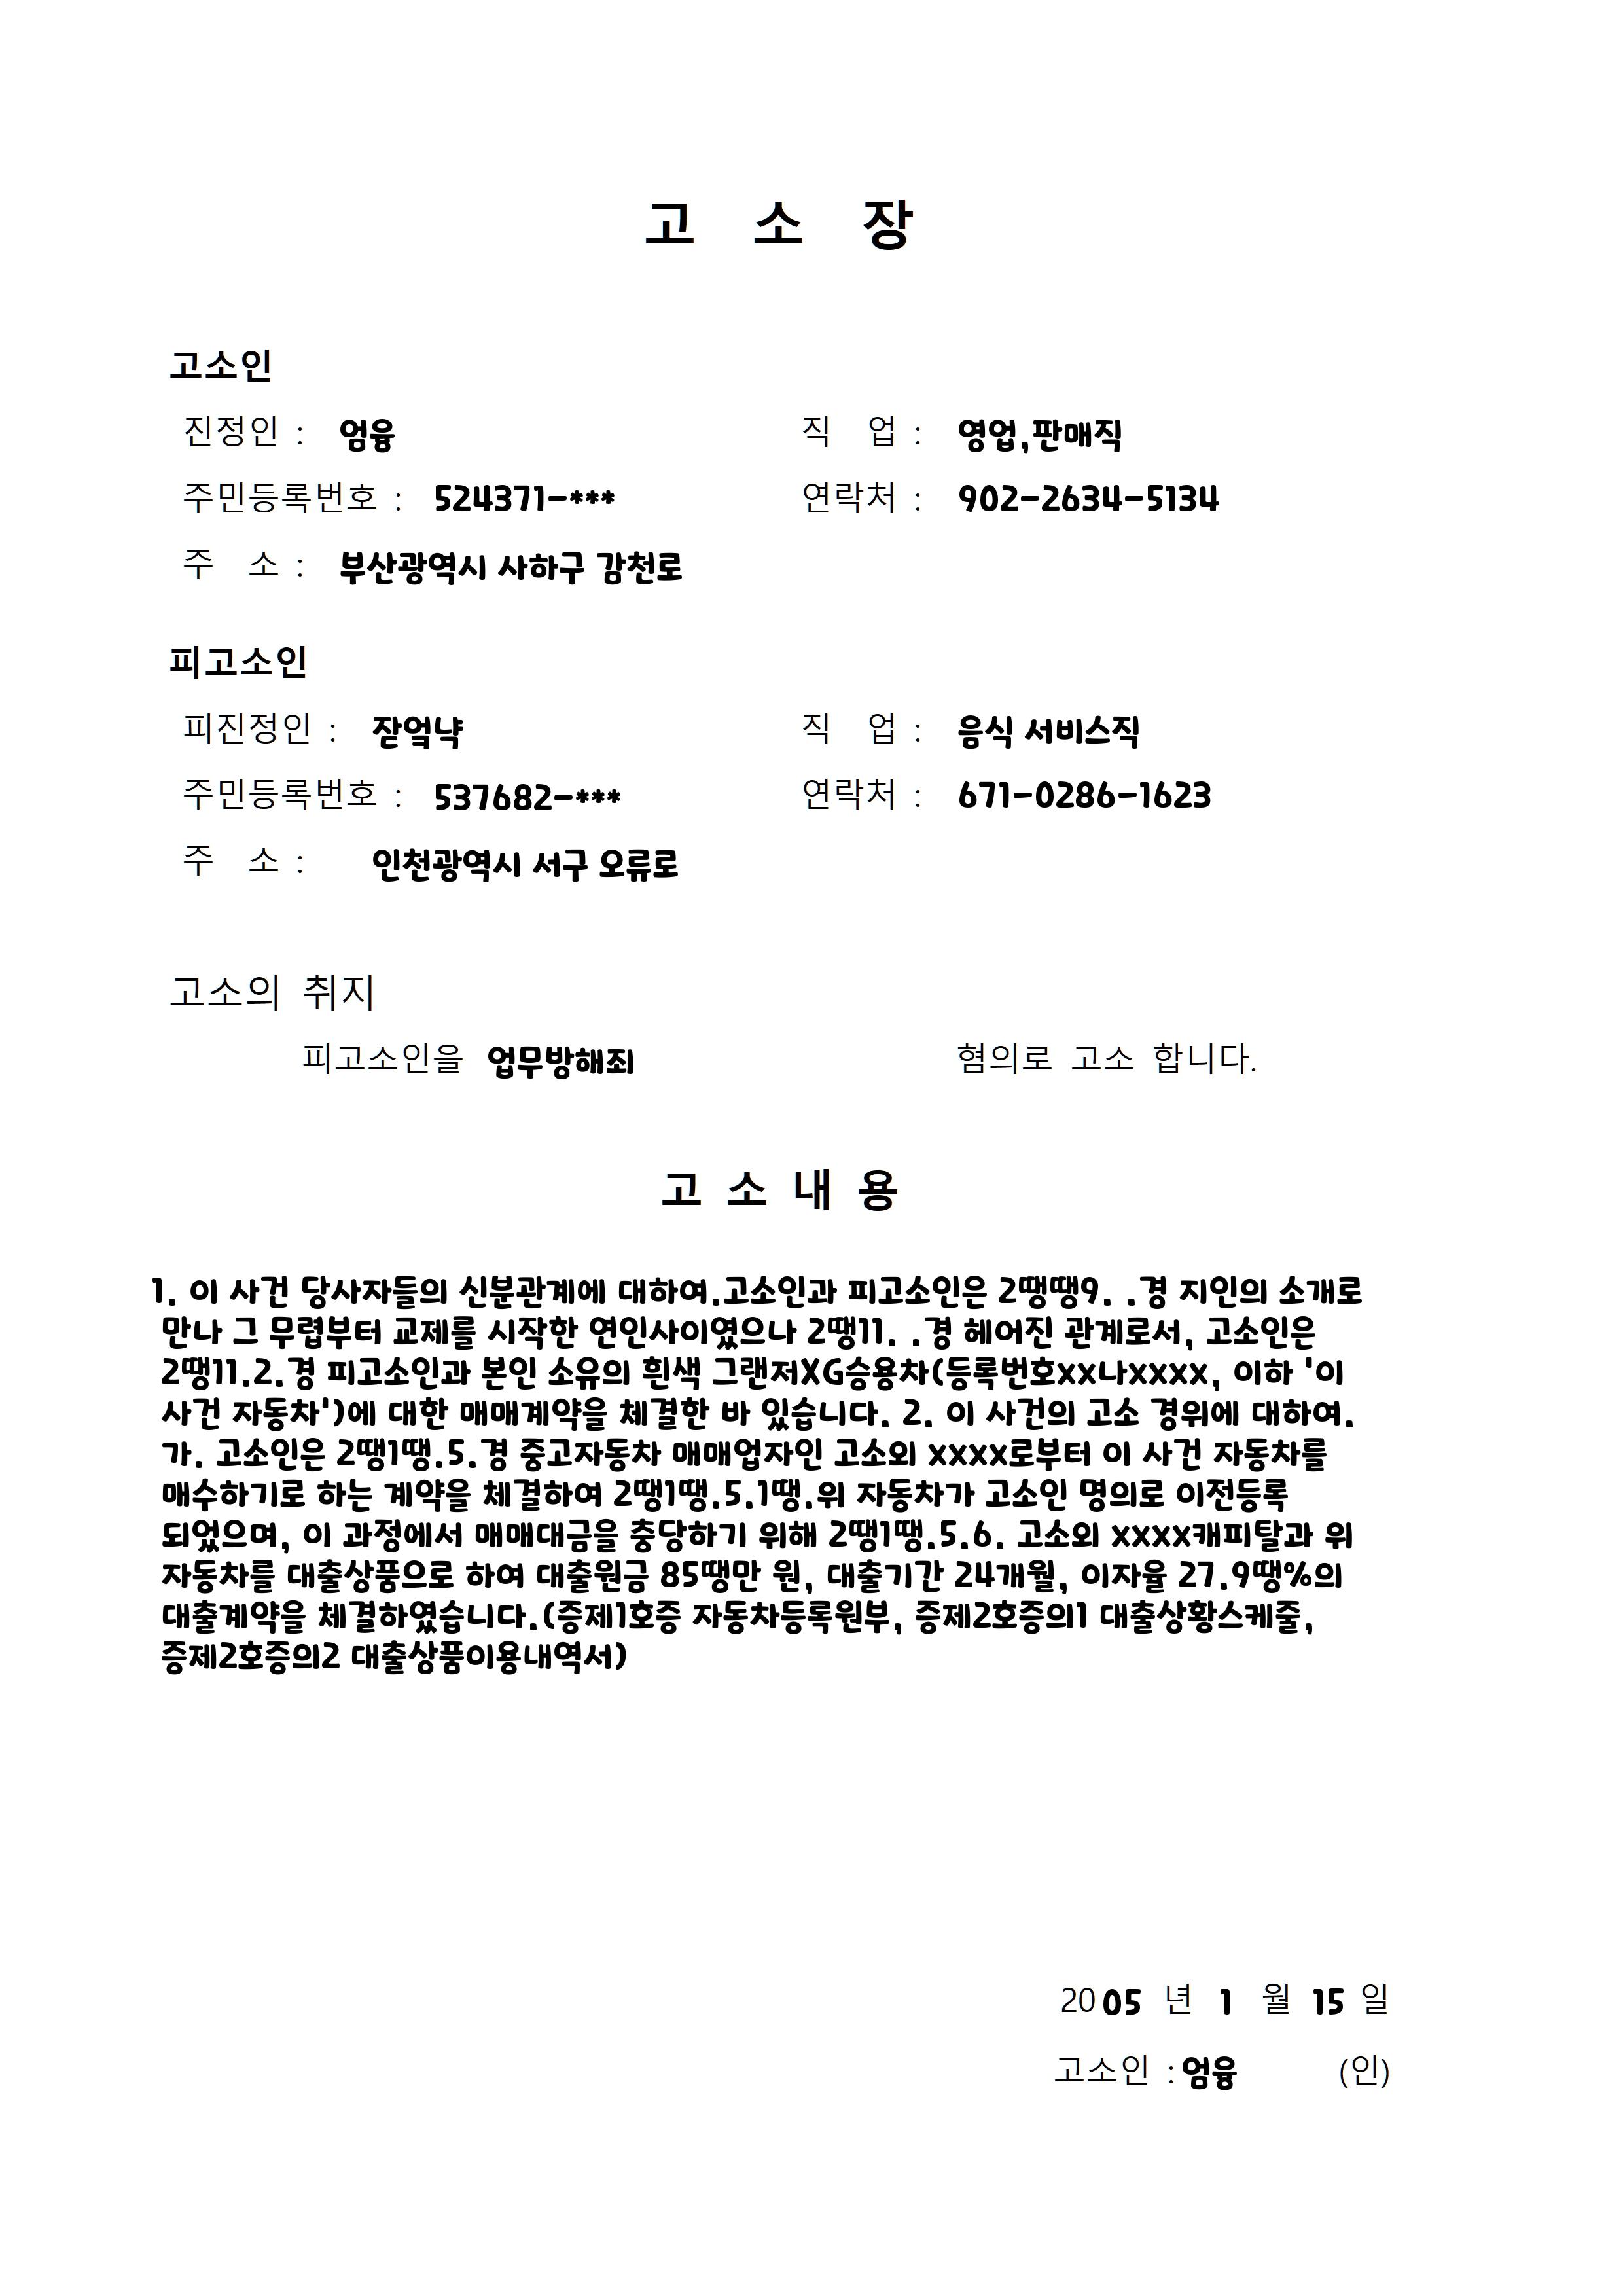 고 소 장
고소인
진정인 : 엄융 직 업 : 영업,판매직
주민등록번호 : 524371-*** 연락처 : 902-2634-5134
주 소 : 부산광역시 사하구 감천로
피고소인
피진정인 : 잗엌냑 직 업 : 음식 서비스직
주민등록번호 : 537682-*** 연락처 : 671-0286-1623
주 소 : 인천광역시 서구 오류로
고소의 취지
피고소인을 업무방해죄 혐의로 고소 합니다.
고 소 내 용
1. 이 사건 당사자들의 신분관계에 대하여.고소인과 피고소인은 2땡땡9. .경 지인의 소개로
만나 그 무렵부터 교제를 시작한 연인사이였으나 2땡11. .경 헤어진 관계로서, 고소인은
2땡11.2.경 피고소인과 본인 소유의 흰색 그랜저XG승용차(등록번호xx나xxxx, 이하 '이
사건 자동차')에 대한 매매계약을 체결한 바 있습니다. 2. 이 사건의 고소 경위에 대하여.
가. 고소인은 2땡1땡.5.경 중고자동차 매매업자인 고소외 xxxx로부터 이 사건 자동차를
매수하기로 하는 계약을 체결하여 2땡1땡.5.1땡.위 자동차가 고소인 명의로 이전등록
되었으며, 이 과정에서 매매대금을 충당하기 위해 2땡1땡.5.6. 고소외 xxxx캐피탈과 위
자동차를 대출상품으로 하여 대출원금 85땡만 원, 대출기간 24개월, 이자율 27.9땡%의
대출계약을 체결하였습니다.(증제1호증 자동차등록원부, 증제2호증의1 대출상황스케줄,
증제2호증의2 대출상품이용내역서)
2005 년 1 월 15 일
고소인 :엄융 (인)